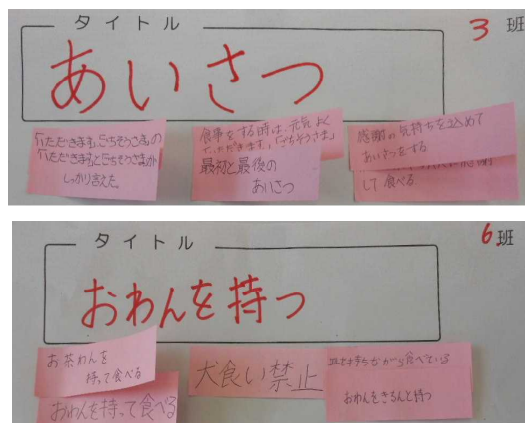 タイトル
3班
あいさつ
「いただきます」「ごちそうさま」の
「いただきます」と「ごちそうさま」が
しっかり言えた。
食事をする時は、元気よく
いただきます、「ごちそうさま」
最初と最後の
あいさつ
感謝の気持ちを込めて
あいさつをする
して食べる
タイトル
6班
おわんを持つ
お茶わんを
持って食べる
おわんを持って食べる
犬食い禁止
皿を持ちながら食べている
おわんをきちんと持つ